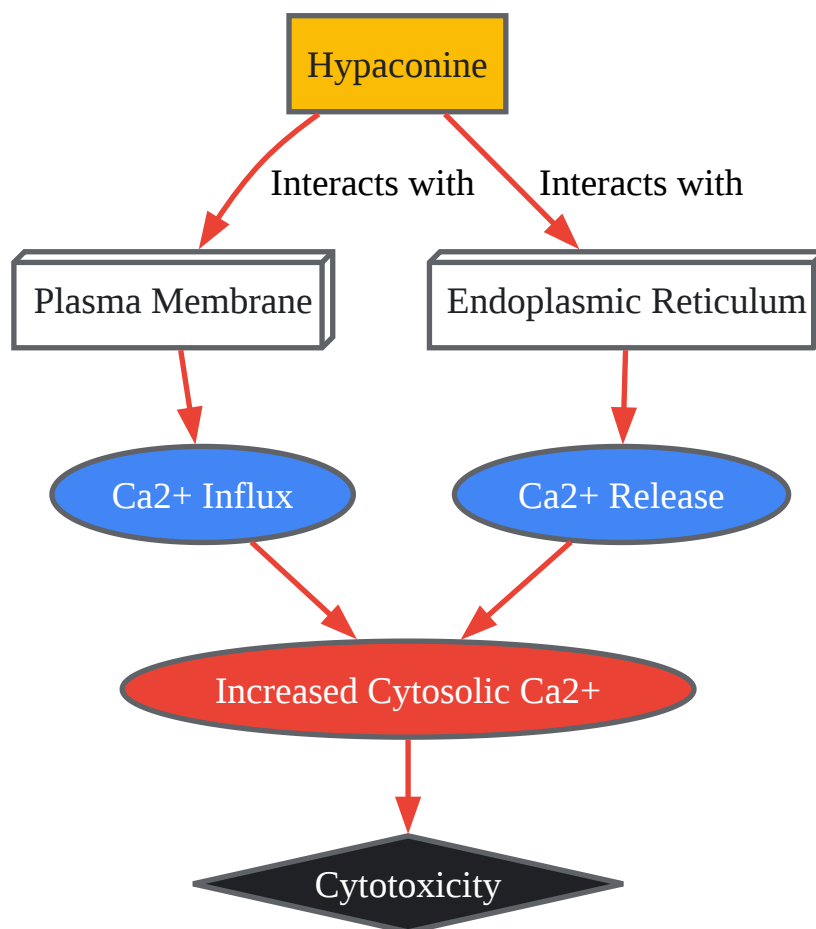 Hypaconine
Interacts with
Interacts with
Plasma Membrane
Endoplasmic Reticulum
Ca2+ Influx
Ca2+ Release
Increased Cytosolic Ca2+
Cytotoxicity